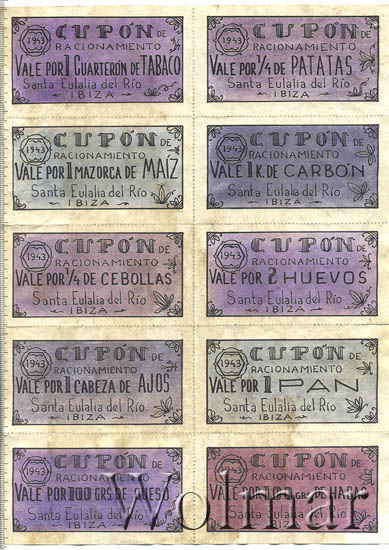 1943 CUPÓN DE
RACIONAMIENTO
VALE POR 1 CUARTERÓN DE TABACO
Santa Eulalia del Río
IBIZA
1943 CUPÓN DE
RACIONAMIENTO
VALE POR ¼ DE PATATAS
Santa Eulalia del Río
IBIZA
1943 CUPÓN DE
RACIONAMIENTO
VALE POR 1 MAZORCA DE MAÍZ
Santa Eulalia del Río
IBIZA
1943 CUPÓN DE
RACIONAMIENTO
VALE 1 K. DE CARBÓN
Santa Eulalia del Río
IBIZA
1943 CUPÓN DE
RACIONAMIENTO
VALE POR ¼ DE CEBOLLAS
Santa Eulalia del Río
IBIZA
1943 CUPÓN DE
RACIONAMIENTO
VALE POR 2 HUEVOS
Santa Eulalia del Río
IBIZA
1943 CUPÓN DE
RACIONAMIENTO
VALE POR 1 CABEZA DE AJOS
Santa Eulalia del Río
IBIZA
1943 CUPÓN DE
RACIONAMIENTO
VALE POR 1 PAN
Santa Eulalia del Río
IBIZA
1943 CUPÓN DE
RACIONAMIENTO
VALE POR 100 GRS DE QUESO
Santa Eulalia del Río
IBIZA
1943 CUPÓN DE
RACIONAMIENTO
VALE POR GRS. DE HABAS
Santa Eulalia del Río
IBIZA
Wolmar